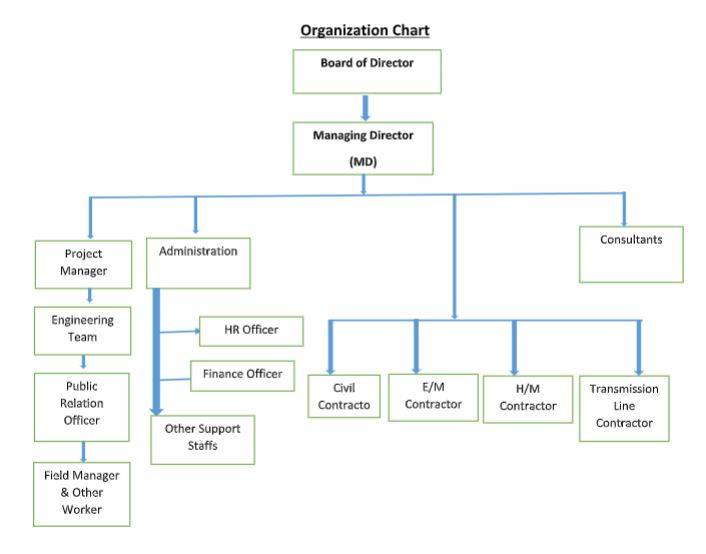 Organization Chart
Board of Director
Managing Director
(MD)
Project
Manager
Administration
Consultants
Engineering
Team
HR Officer
Finance Officer
Public
Relation
Officer
Civil
Contracto
E/M
Contractor
H/M
Contractor
Transmission
Line
Contractor
Other Support
Staffs
Field Manager
& Other
Worker